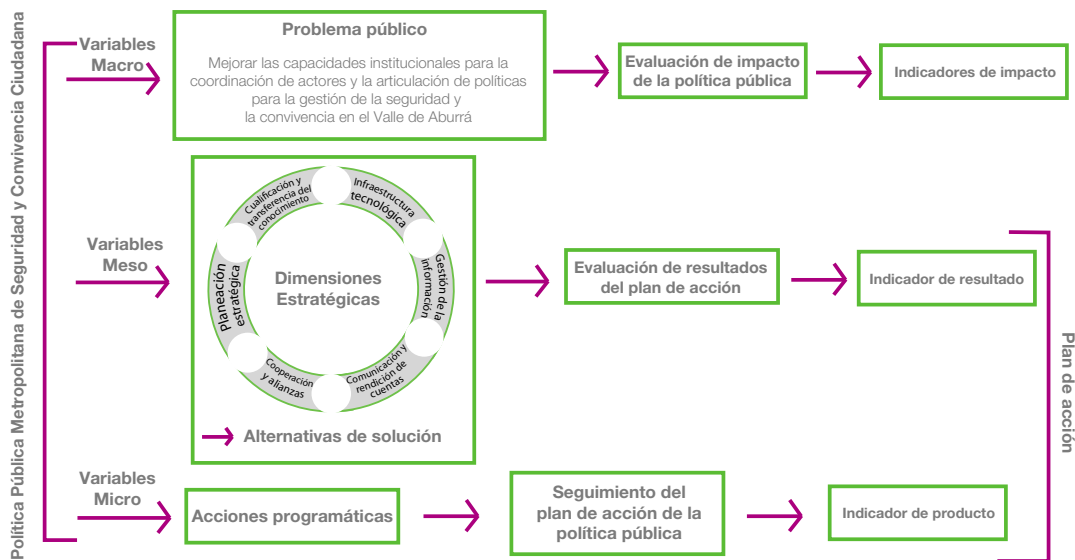 Política Pública Metropolitana de Seguridad y Convivencia Ciudadana
Variables
Macro
Problema público
Mejorar las capacidades institucionales para la
coordinación de actores y la articulación de políticas
para la gestión de la seguridad y
la convivencia en el Valle de Aburrá
Evaluación de impacto
de la política pública
Indicadores de impacto
Variables
Meso
Cualificación y
transferencia del
conocimiento
Infraestructura
tecnológica
Gestión de la
información
Comunicación y
rendición de
cuentas
Cooperación
y alianzas
Planeación
estratégica
Dimensiones
Estratégicas
Alternativas de solución
Evaluación de resultados
del plan de acción
Indicador de resultado
Variables
Micro
Acciones programáticas
Seguimiento del
plan de acción de la
política pública
Indicador de producto
Plan de
acción